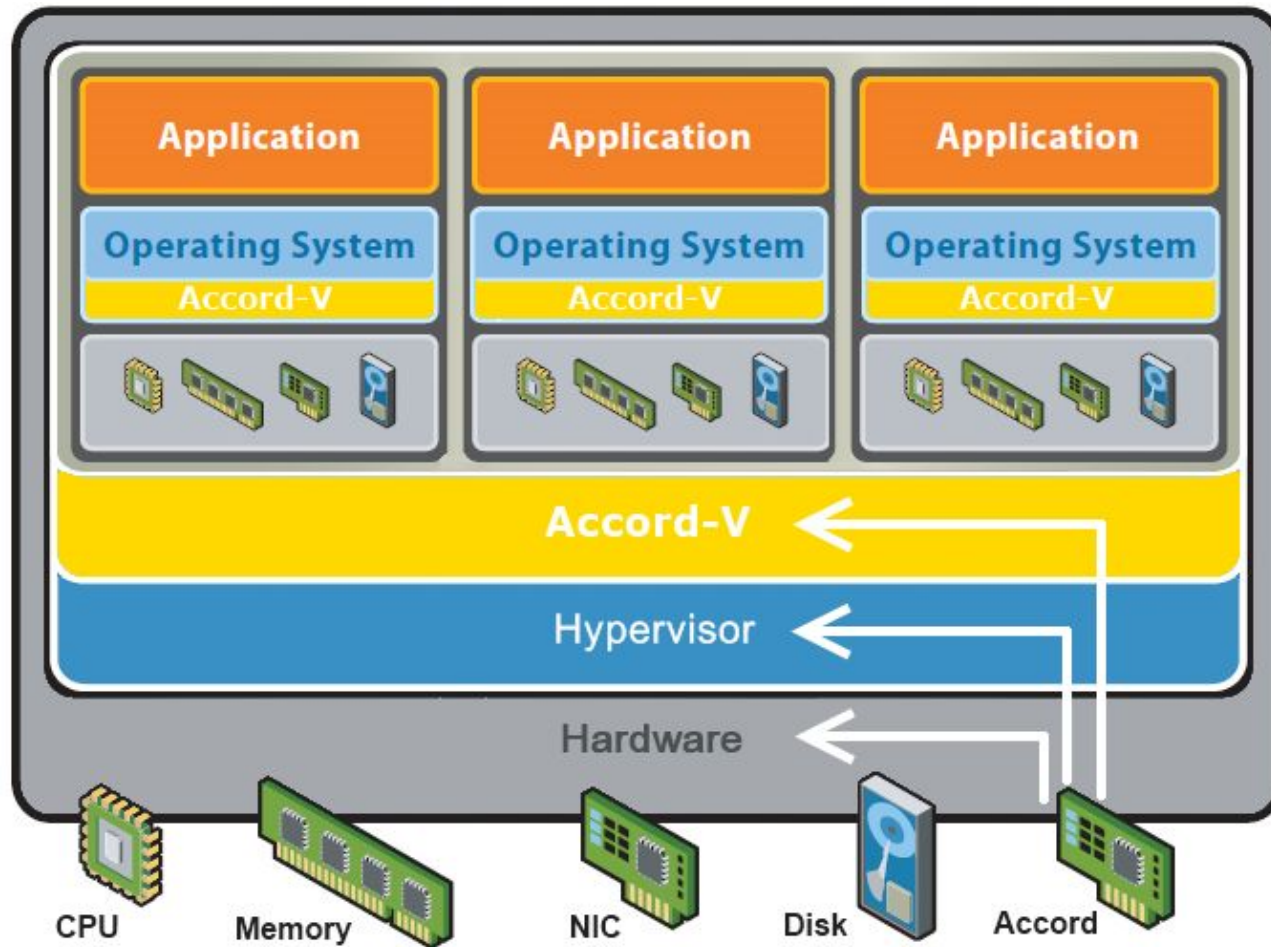 Application Application Application
Operating System Operating System Operating System
Accord-V Accord-V Accord-V
Accord-V
Hypervisor
Hardware
CPU Memory NIC Disk Accord